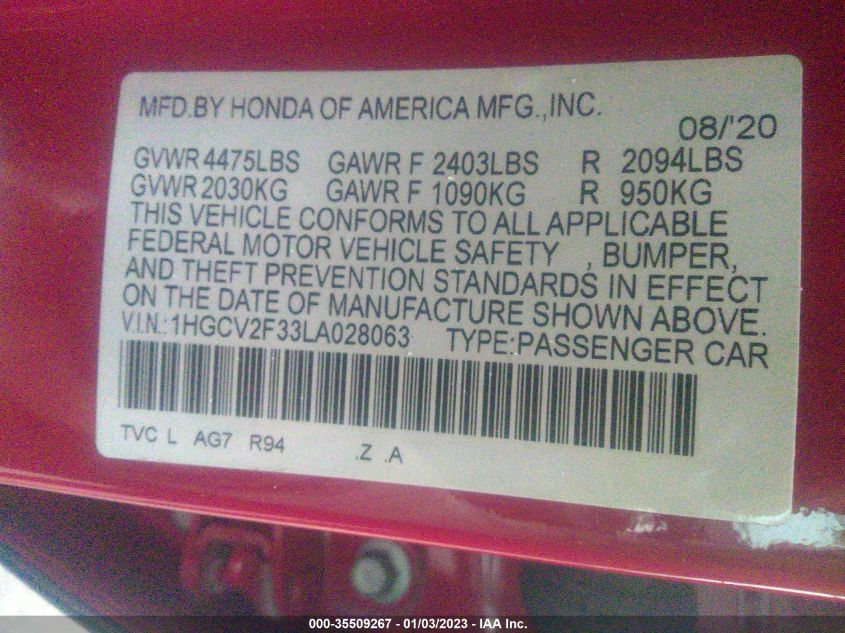 MFD.BY HONDA OF AMERICA MFG.,INC.
08/'20
GVWR 4475LBS GAWR F 2403LBS R 2094LBS
GVWR 2030KG GAWR F 1090KG R 950KG
THIS VEHICLE CONFORMS TO ALL APPLICABLE
FEDERAL MOTOR VEHICLE SAFETY , BUMPER,
AND THEFT PREVENTION STANDARDS IN EFFECT
ON THE DATE OF MANUFACTURE SHOWN ABOVE.
V.I.N.:1HGCV2F33LA028063 TYPE:PASSENGER CAR
TVC L AG7 R94 .Z .A
000-35509267 - 01/03/2023 - IAA Inc.